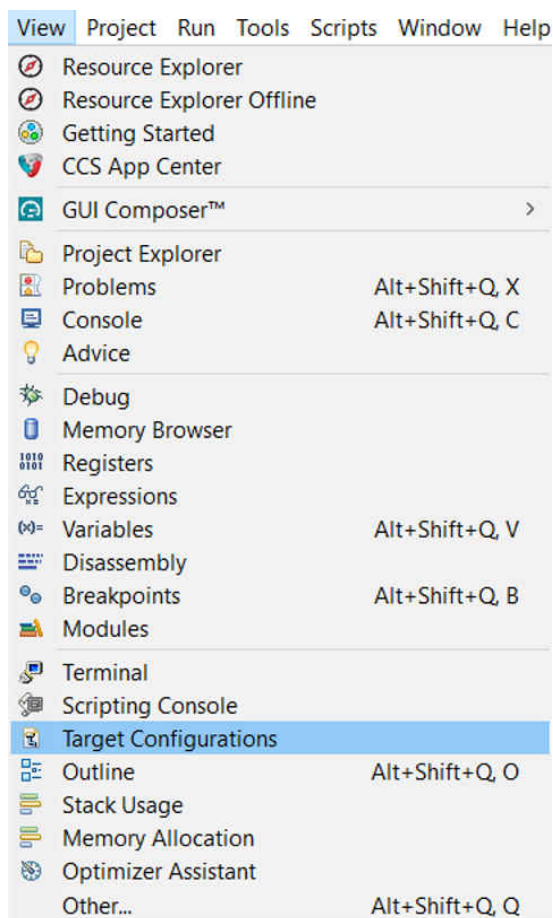 View Project Run Tools Scripts Window Help
Resource Explorer
Resource Explorer Offline
Getting Started
CCS App Center
GUI Composer™ >
Project Explorer
Problems Alt+Shift+Q, X
Console Alt+Shift+Q, C
Advice
Debug
Memory Browser
Registers
Expressions
Variables Alt+Shift+Q, V
Disassembly
Breakpoints Alt+Shift+Q, B
Modules
Terminal
Scripting Console
Target Configurations
Outline Alt+Shift+Q, O
Stack Usage
Memory Allocation
Optimizer Assistant
Other... Alt+Shift+Q, Q